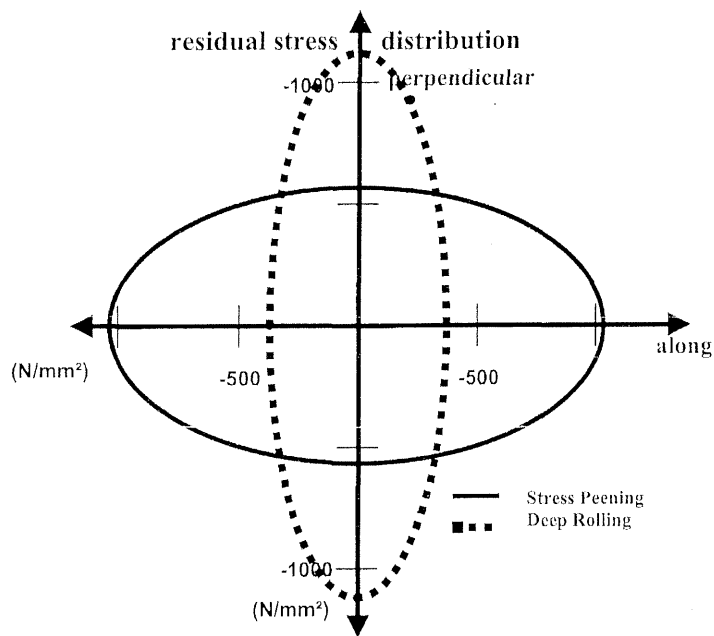 residual stress distribution
-1000 perpendicular
along
(N/mm²)
-500 -500
Stress Peening
Deep Rolling
-1000
(N/mm²)